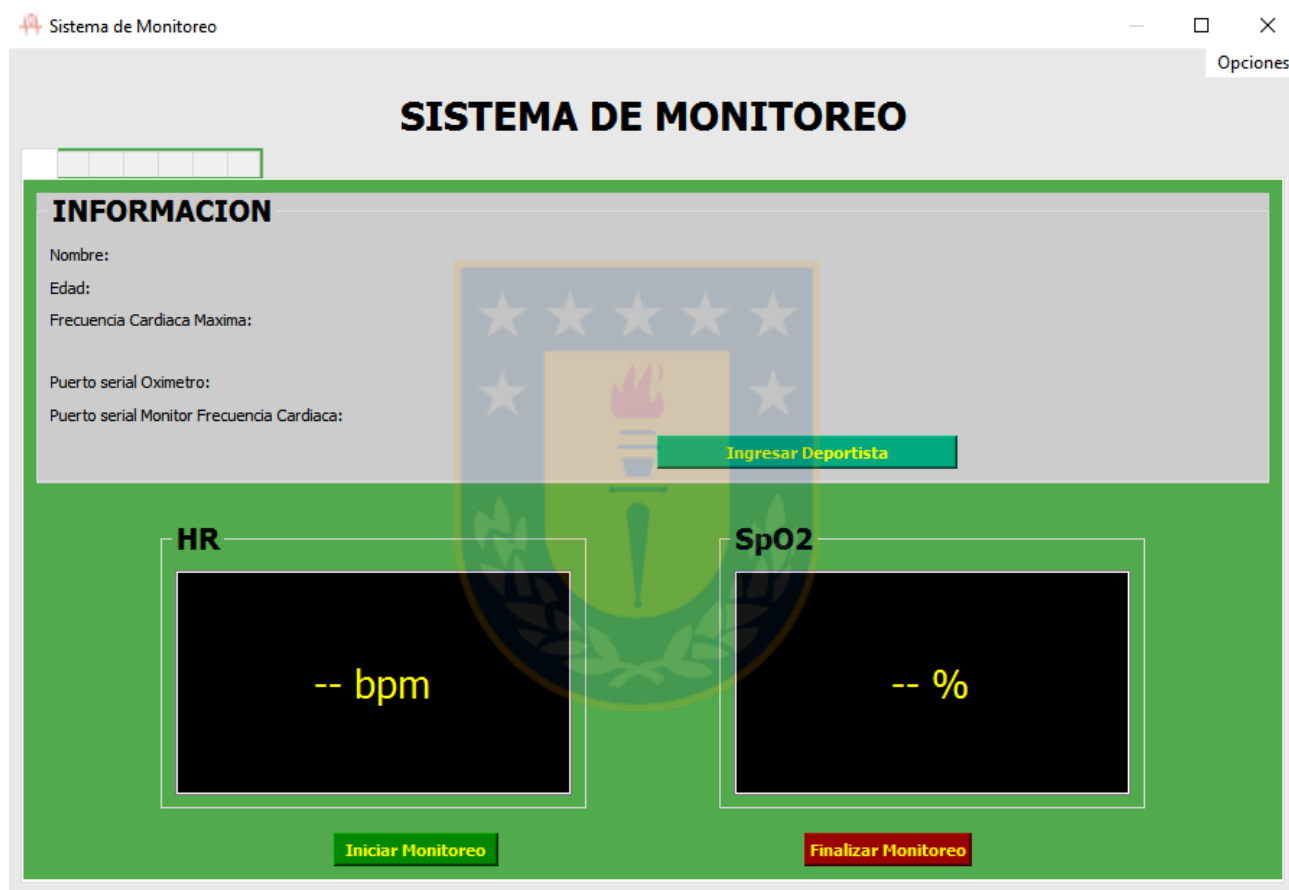 Sistema de Monitoreo
Opciones
SISTEMA DE MONITOREO
INFORMACION
Nombre:
Edad:
Frecuencia Cardiaca Maxima:
Puerto serial Oximetro:
Puerto serial Monitor Frecuencia Cardiaca:
Ingresar Deportista
HR
SpO2
-- bpm
-- %
Iniciar Monitoreo
Finalizar Monitoreo